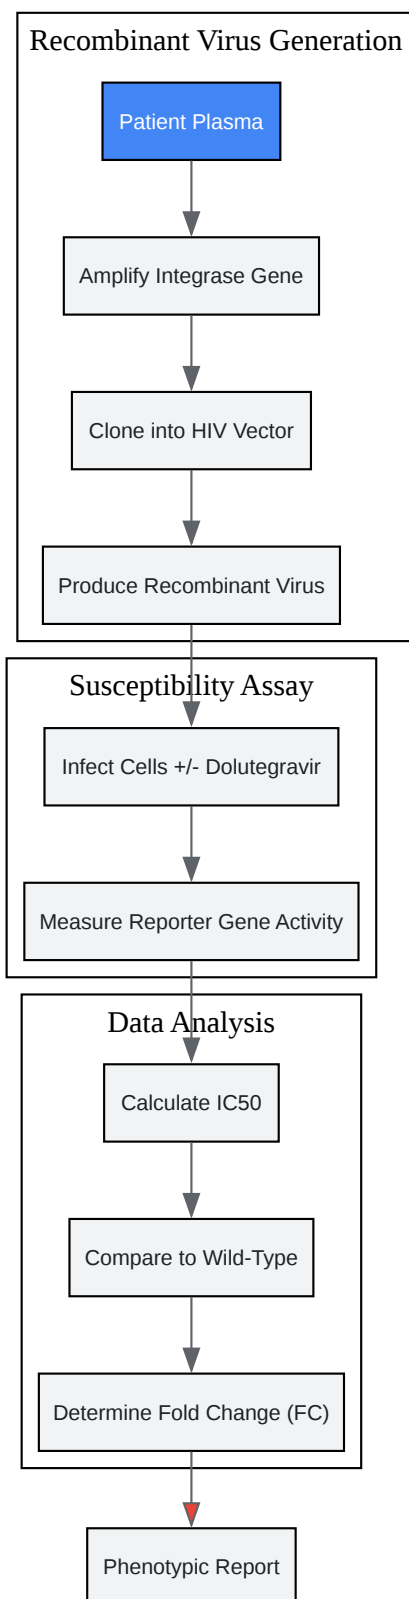 Recombinant Virus Generation
Patient Plasma
Amplify Integrase Gene
Clone into HIV Vector
Produce Recombinant Virus
Susceptibility Assay
Infect Cells +/- Dolutegravir
Measure Reporter Gene Activity
Data Analysis
Calculate IC50
Compare to Wild-Type
Determine Fold Change (FC)
Phenotypic Report